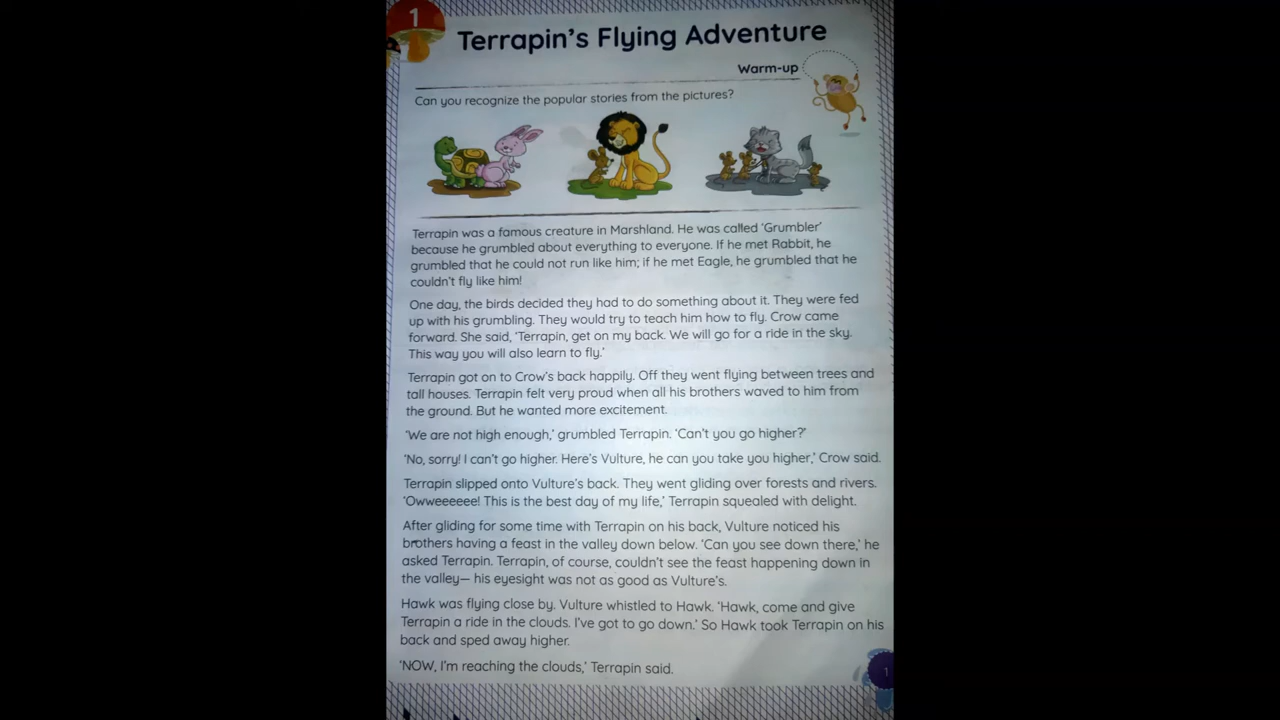 1
Terrapin's Flying Adventure
Warm-up
Can you recognize the popular stories from the pictures?
Terrapin was a famous creature in Marshland. He was called 'Grumbler'
because he grumbled about everything to everyone. If he met Rabbit, he
grumbled that he could not run like him; if he met Eagle, he grumbled that he
couldn't fly like him!
One day, the birds decided they had to do something about it. They were fed
up with his grumbling. They would try to teach him how to fly. Crow came
forward. She said, 'Terrapin, get on my back. We will go for a ride in the sky.
This way you will also learn to fly.'
Terrapin got on to Crow's back happily. Off they went flying between trees and
tall houses. Terrapin felt very proud when all his brothers waved to him from
the ground. But he wanted more excitement.
'We are not high enough,' grumbled Terrapin. 'Can't you go higher?'
'No, sorry! I can't go higher. Here's Vulture, he can you take you higher,' Crow said.
Terrapin slipped onto Vulture's back. They went gliding over forests and rivers.
'Owweeeeee! This is the best day of my life,' Terrapin squealed with delight.
After gliding for some time with Terrapin on his back, Vulture noticed his
brothers having a feast in the valley down below. 'Can you see down there,' he
asked Terrapin. Terrapin, of course, couldn't see the feast happening down in
the valley— his eyesight was not as good as Vulture's.
Hawk was flying close by. Vulture whistled to Hawk. 'Hawk, come and give
Terrapin a ride in the clouds. I've got to go down.' So Hawk took Terrapin on his
back and sped away higher.
'NOW, I'm reaching the clouds,' Terrapin said.
1